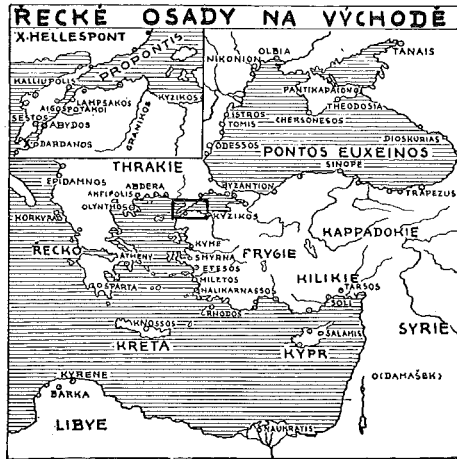 ŘECKÉ OSADY NA VÝCHODĚ
X·HELLESPONT
PROPONTIS
KALLIUPOLIS
LAMPSAKOS
AIGOSPOTAKOI
SESTOS
ABYDOS
DARDANOS
GRANIKOS
KYZIKOS
OLBIA
NIKONION
TANAIS
PANTIKAPAION
THEODOSIA
CHERSONESOS
ISTROS
TOMIS
ODESSOS
DIOSKURIAS
PONTOS EUXEINOS
SINOPE
TRAPEZUS
THRAKIE
EPIDAMNOS
ABDERA
AMFIPOLIS
OLYNTHOS
BYZANTION
KYZIKOS
KORKYRA
ŘECKO
ATHÉNY
SPARTA
KYME
SMYRNA
EFESOS
MILETOS
HALIKARNASSOS
RHODOS
FRYGIE
KAPPADOKIE
KILIKIE
TARSOS
SOLI
SYRIE
KNOSSOS
KRETA
SALAMIS
KYPR
O(DAMAŠEK)
KYRENE
BARKA
LIBYE
NAUKRATIS